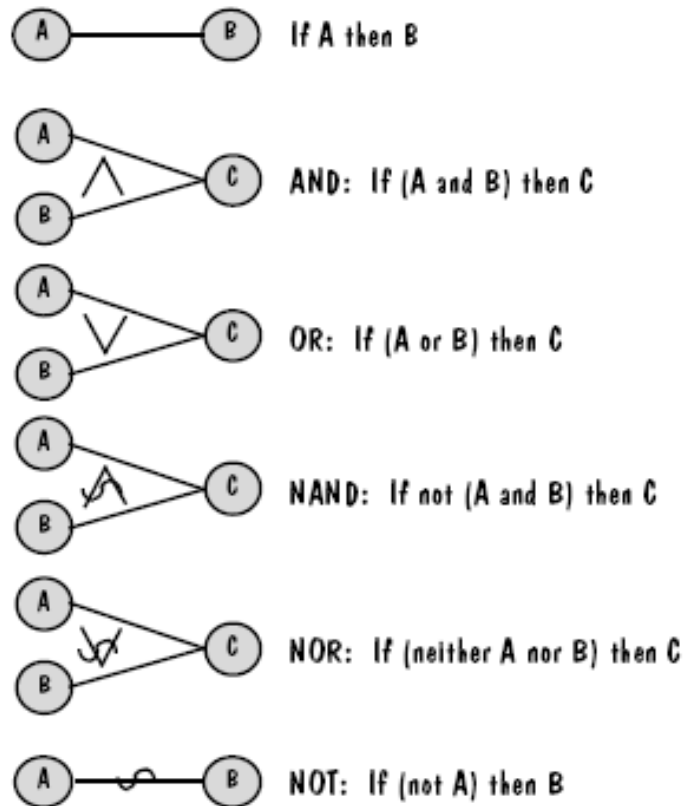 A B If A then B
A
B
C AND: If (A and B) then C
A
B
C OR: If (A or B) then C
A
B
C NAND: If not (A and B) then C
A
B
C NOR: If (neither A nor B) then C
A B NOT: If (not A) then B